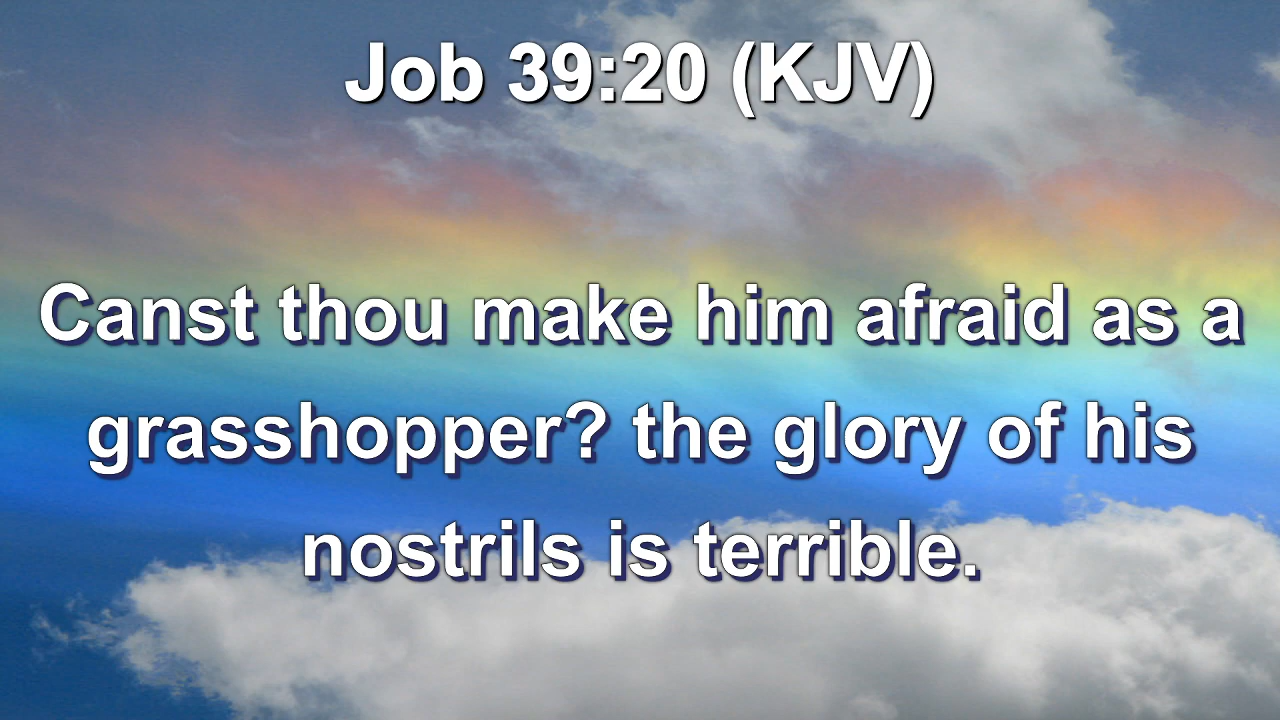 Job 39:20 (KJV)
Canst thou make him afraid as a
grasshopper? the glory of his
nostrils is terrible.